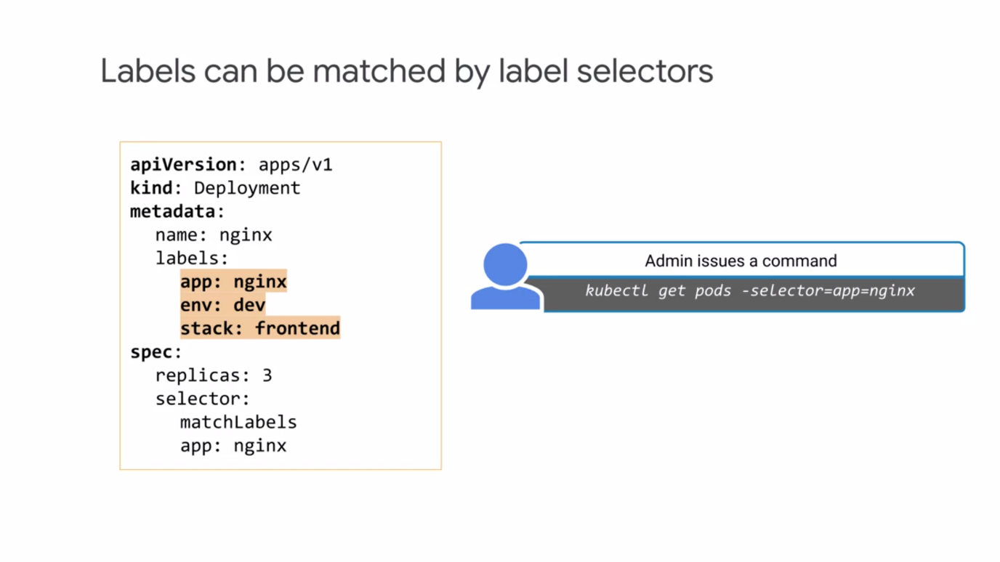 Labels can be matched by label selectors
apiVersion: apps/v1
kind: Deployment
metadata:
name: nginx
labels:
app: nginx
env: dev
stack: frontend
spec:
replicas: 3
selector:
matchLabels
app: nginx
Admin issues a command
kubectl get pods -selector=app=nginx